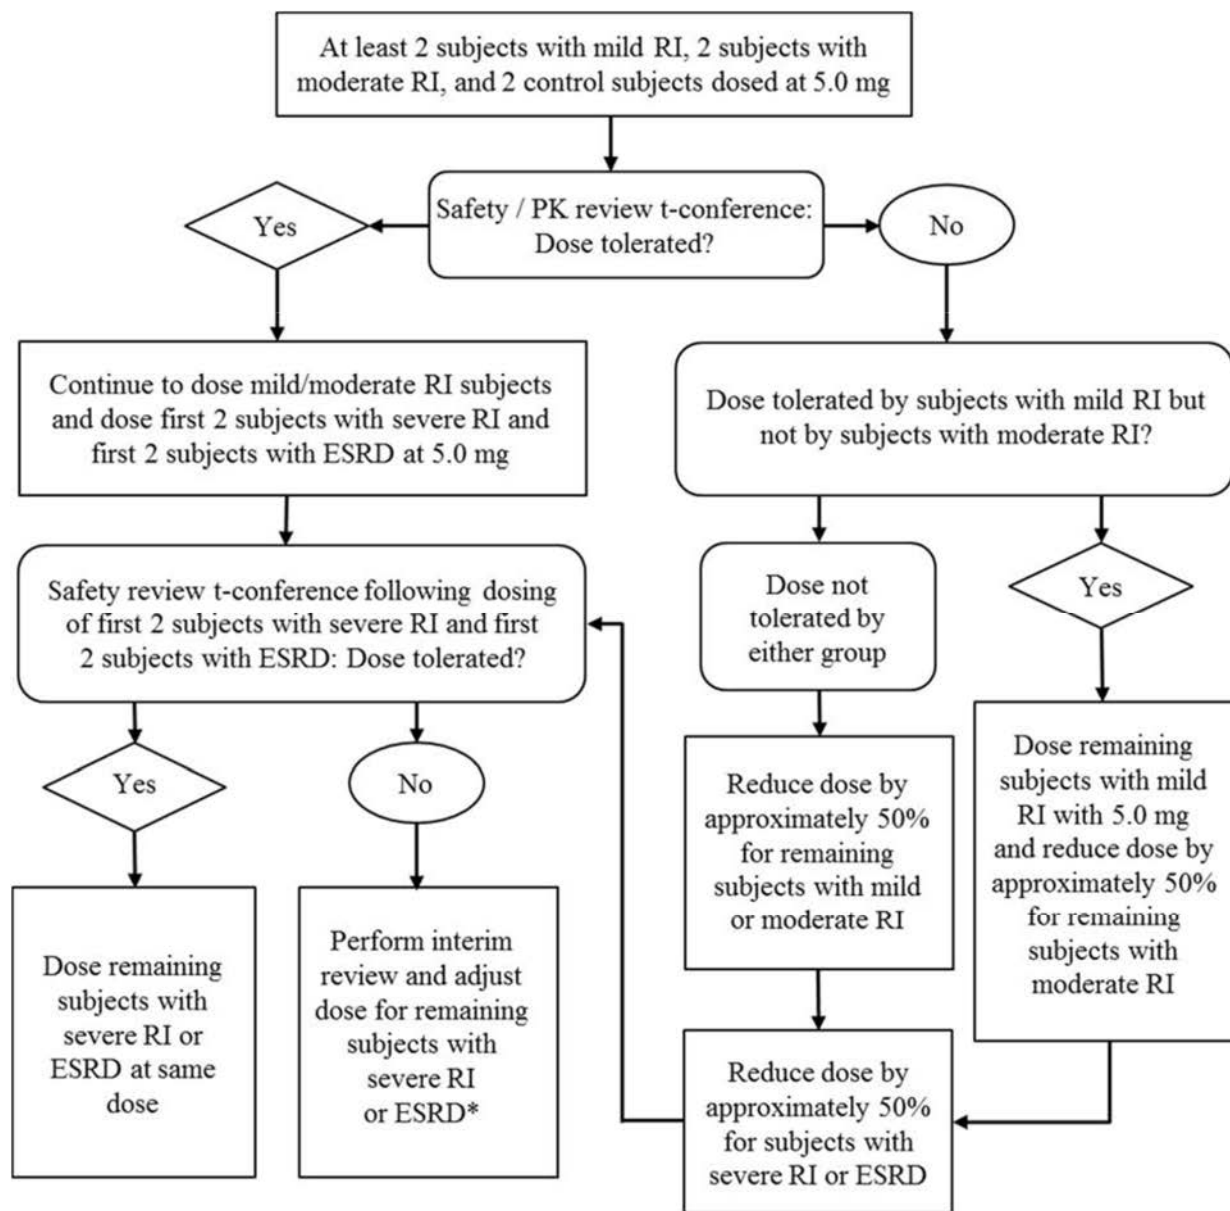 At least 2 subjects with mild RI, 2 subjects with
moderate RI, and 2 control subjects dosed at 5.0 mg
Yes
Safety / PK review t-conference:
Dose tolerated?
No
Continue to dose mild/moderate RI subjects
and dose first 2 subjects with severe RI and
first 2 subjects with ESRD at 5.0 mg
Dose tolerated by subjects with mild RI but
not by subjects with moderate RI?
Safety review t-conference following dosing
of first 2 subjects with severe RI and first
2 subjects with ESRD: Dose tolerated?
Dose not
tolerated by
either group
Yes
Yes
No
Reduce dose by
approximately 50%
for remaining
subjects with mild
or moderate RI
Dose remaining
subjects with mild
RI with 5.0 mg
and reduce dose by
approximately 50%
for remaining
subjects with
moderate RI
Dose remaining
subjects with
severe RI or
ESRD at same
dose
Perform interim
review and adjust
dose for remaining
subjects with
severe RI
or ESRD*
Reduce dose by
approximately 50%
for subjects with
severe RI or ESRD